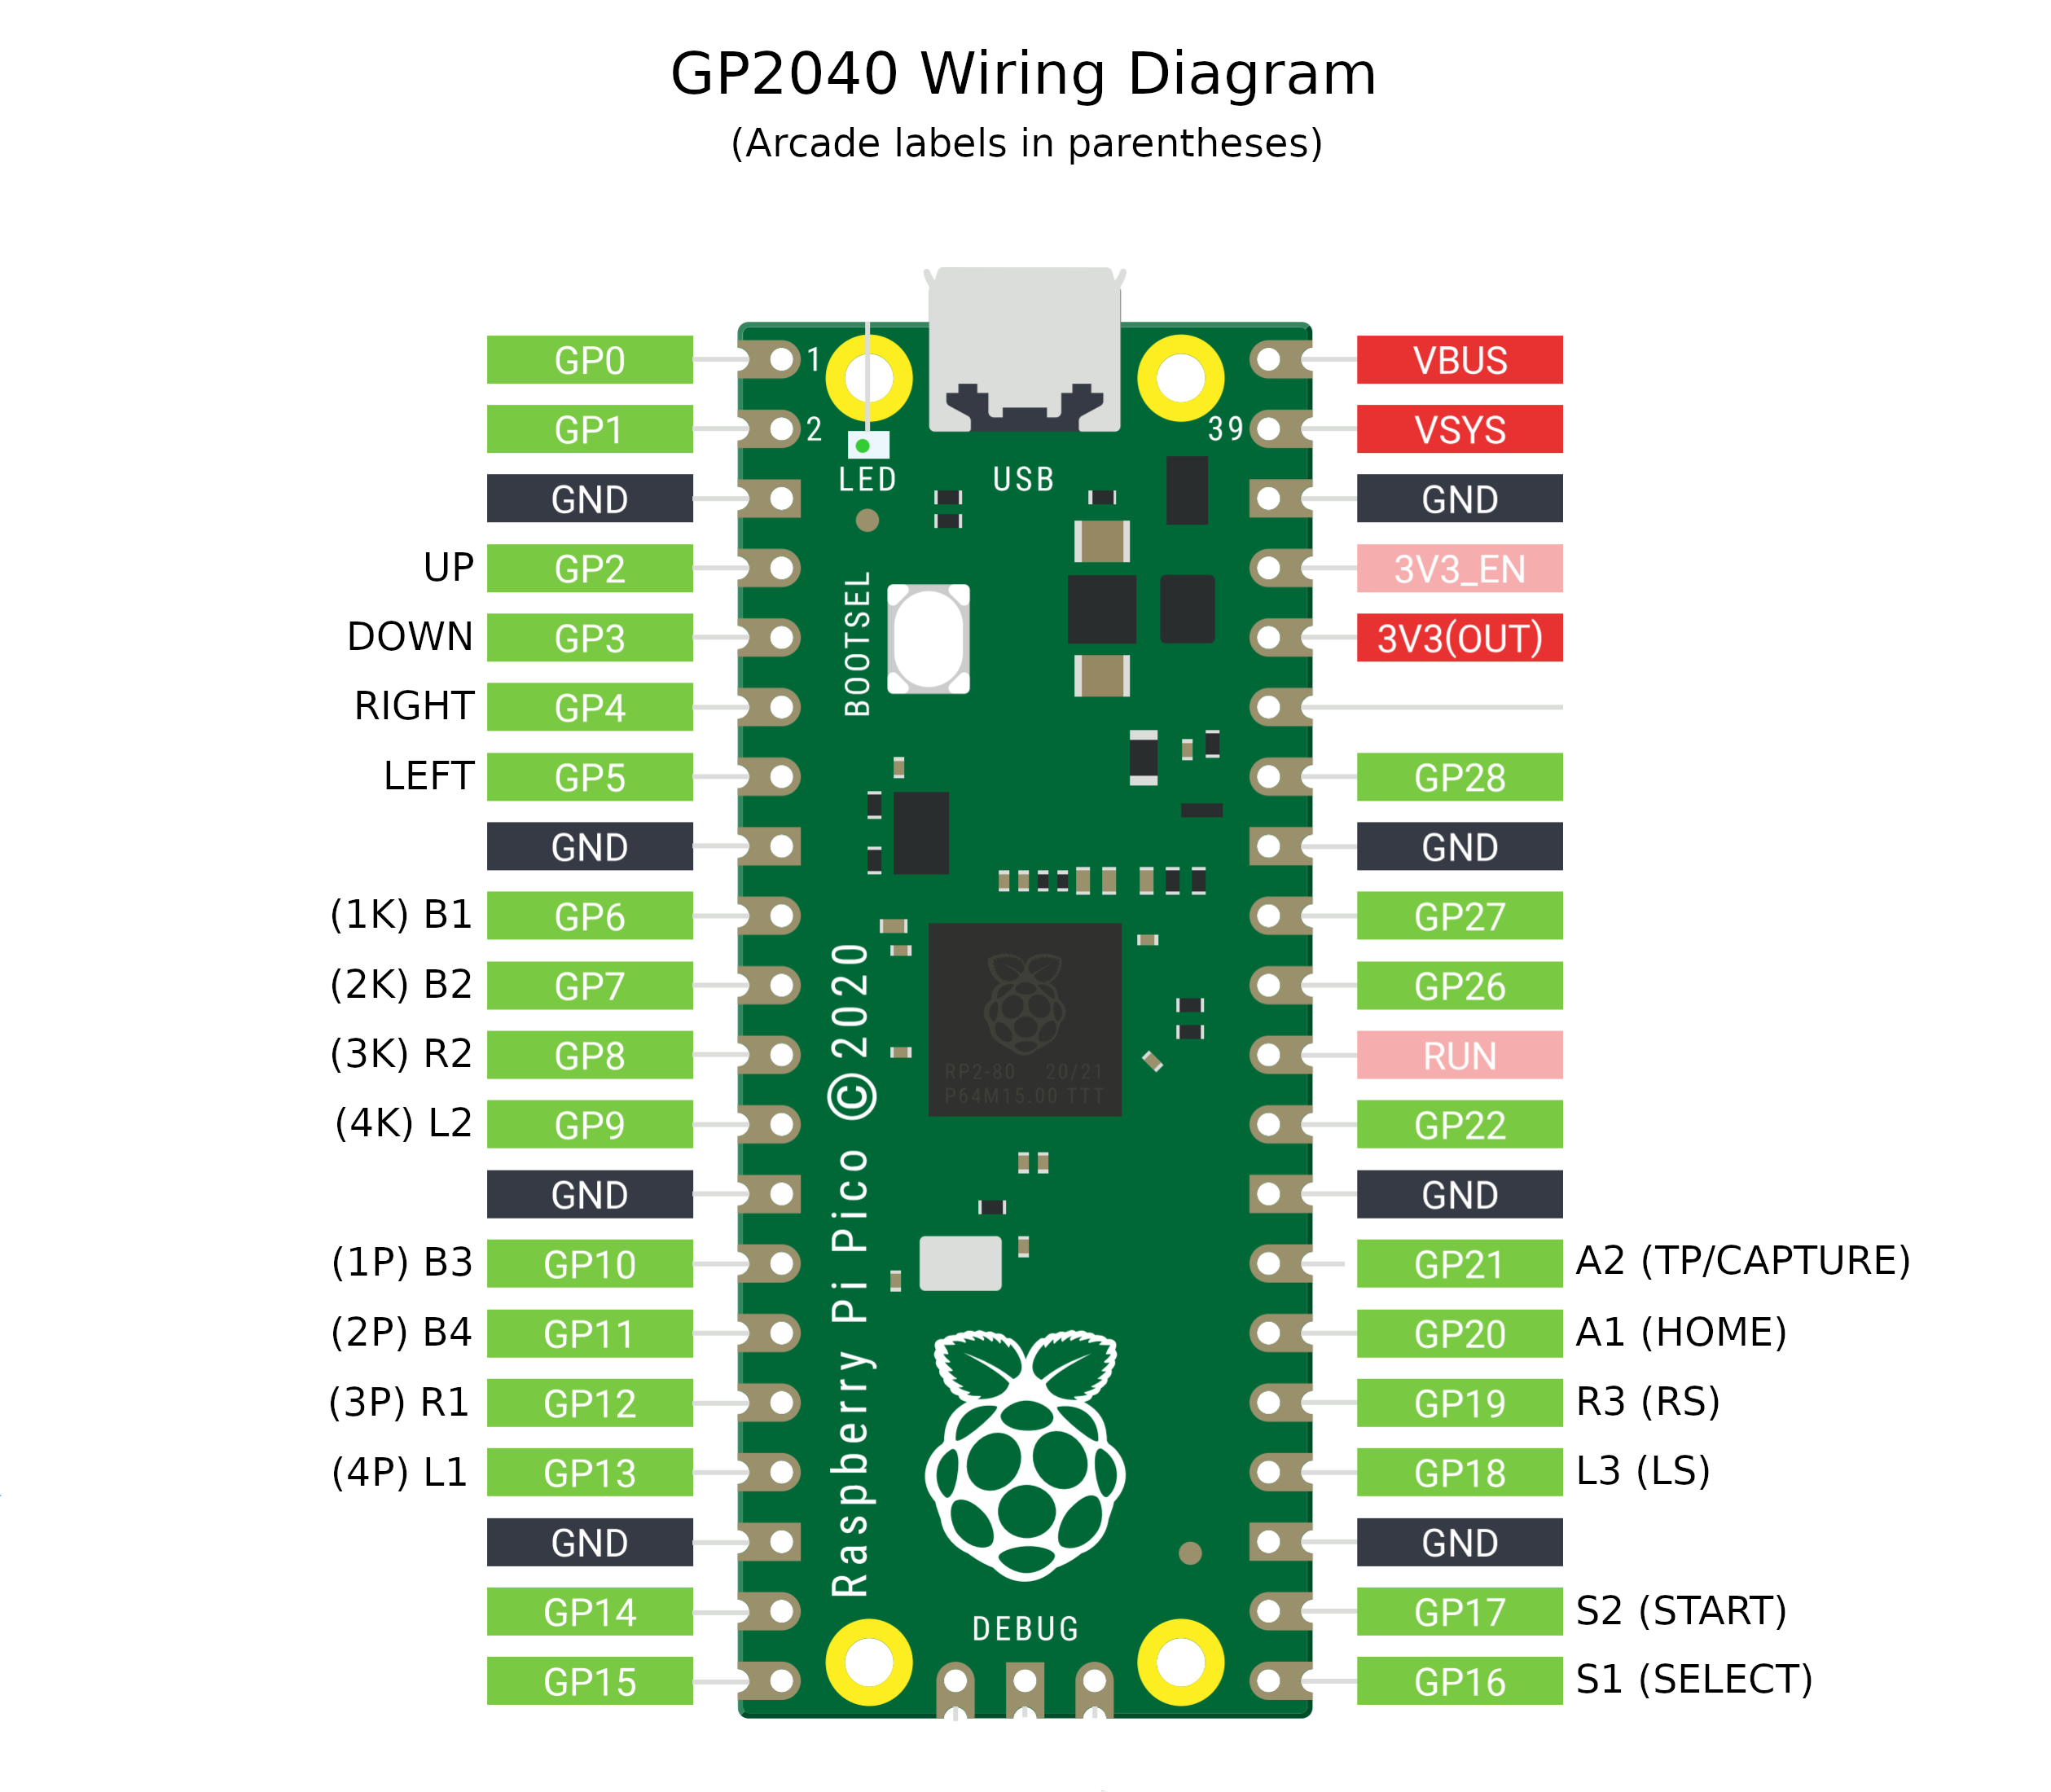 GP2040 Wiring Diagram
(Arcade labels in parentheses)
GP0 1 VBUS
GP1 2 39 VSYS
GND LED USB GND
UP GP2 3V3_EN
DOWN GP3 BOOTSEL 3V3(OUT)
RIGHT GP4
LEFT GP5 GP28
GND GND
(1K) B1 GP6 GP27
(2K) B2 GP7 GP26
(3K) R2 GP8 RUN
RP2-80 20/21
P64M15.00 TTT
(4K) L2 GP9 GP22
GND GND
Raspberry Pi Pico ©2020
(1P) B3 GP10 GP21 A2 (TP/CAPTURE)
(2P) B4 GP11 GP20 A1 (HOME)
(3P) R1 GP12 GP19 R3 (RS)
(4P) L1 GP13 GP18 L3 (LS)
GND GND
GP14 DEBUG GP17 S2 (START)
GP15 GP16 S1 (SELECT)